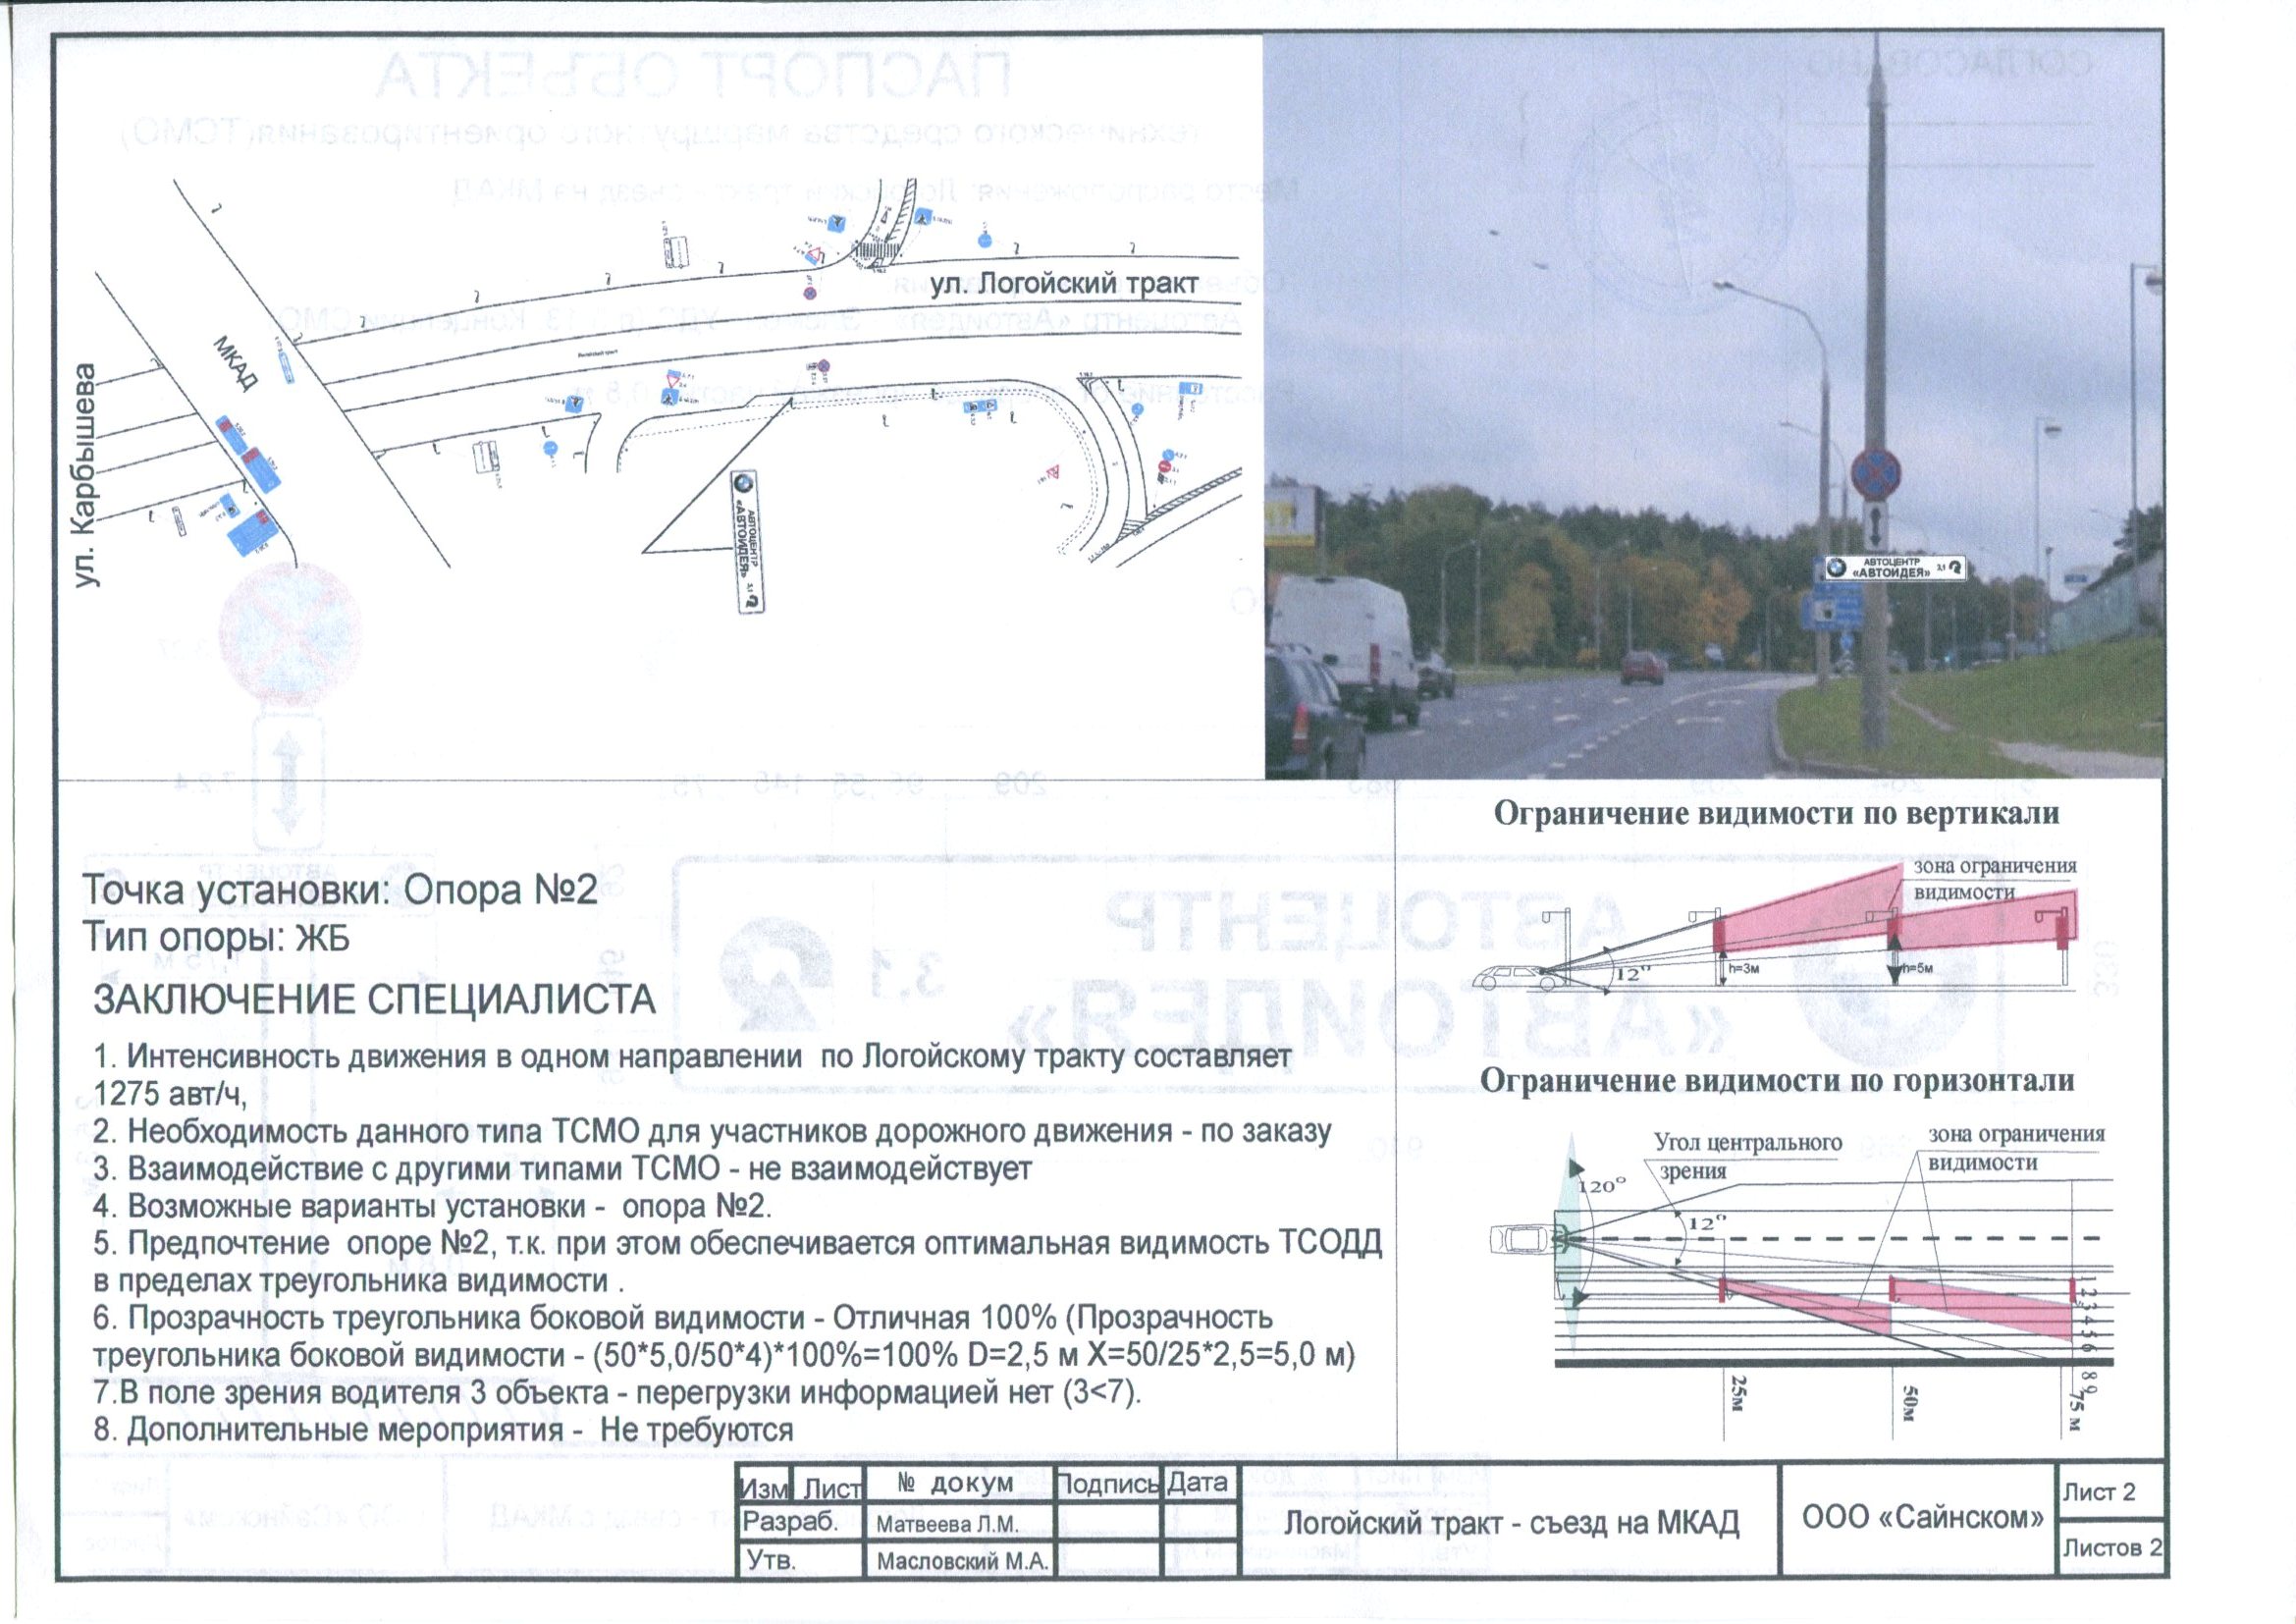 ул. Логойский тракт
МКАД
ул. Карбышева
АВТОЦЕНТР
«АВТОИДЕЯ»
3,1
АВТОЦЕНТР
«АВТОИДЕЯ»
3,1
Точка установки: Опора №2
Тип опоры: ЖБ
ЗАКЛЮЧЕНИЕ СПЕЦИАЛИСТА
1. Интенсивность движения в одном направлении по Логойскому тракту составляет
1275 авт/ч,
2. Необходимость данного типа ТСМО для участников дорожного движения - по заказу
3. Взаимодействие с другими типами ТСМО - не взаимодействует
4. Возможные варианты установки - опора №2.
5. Предпочтение опоре №2, т.к. при этом обеспечивается оптимальная видимость ТСОДД
в пределах треугольника видимости .
6. Прозрачность треугольника боковой видимости - Отличная 100% (Прозрачность
треугольника боковой видимости - (50*5,0/50*4)*100%=100% D=2,5 м X=50/25*2,5=5,0 м)
7.В поле зрения водителя 3 объекта - перегрузки информацией нет (3<7).
8. Дополнительные мероприятия - Не требуются
Ограничение видимости по вертикали
зона ограничения
видимости
12°
h=3м
h=5м
Ограничение видимости по горизонтали
Угол центрального
зрения
зона ограничения
видимости
120°
12°
1
2
3
4
5
6
8
9
25м
50м
75 м
Изм Лист № докум Подпись Дата
Разраб. Матвеева Л.М.
Утв. Масловский М.А.
Логойский тракт - съезд на МКАД
ООО «Сайнском»
Лист 2
Листов 2